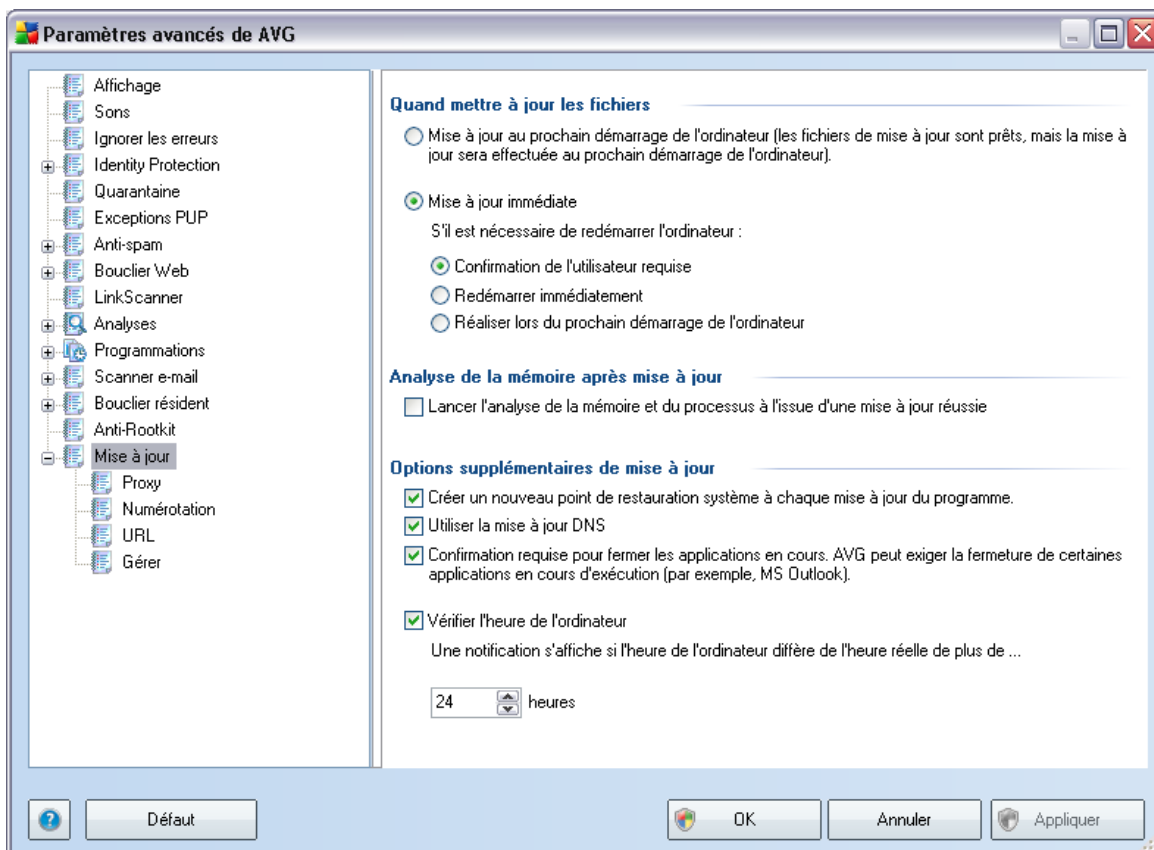 Paramètres avancés de AVG
Affichage
Sons
Ignorer les erreurs
Identity Protection
Quarantaine
Exceptions PUP
Anti-spam
Bouclier Web
LinkScanner
Analyses
Programmations
Scanner e-mail
Bouclier résident
Anti-Rootkit
Mise à jour
Proxy
Numérotation
URL
Gérer
Quand mettre à jour les fichiers
Mise à jour au prochain démarrage de l'ordinateur (les fichiers de mise à jour sont prêts, mais la mise à
jour sera effectuée au prochain démarrage de l'ordinateur).
Mise à jour immédiate
S'il est nécessaire de redémarrer l'ordinateur :
Confirmation de l'utilisateur requise
Redémarrer immédiatement
Réaliser lors du prochain démarrage de l'ordinateur
Analyse de la mémoire après mise à jour
Lancer l'analyse de la mémoire et du processus à l'issue d'une mise à jour réussie
Options supplémentaires de mise à jour
Créer un nouveau point de restauration système à chaque mise à jour du programme.
Utiliser la mise à jour DNS
Confirmation requise pour fermer les applications en cours. AVG peut exiger la fermeture de certaines
applications en cours d'exécution (par exemple, MS Outlook).
Vérifier l'heure de l'ordinateur
Une notification s'affiche si l'heure de l'ordinateur diffère de l'heure réelle de plus de ...
24 heures
Défaut
OK
Annuler
Appliquer